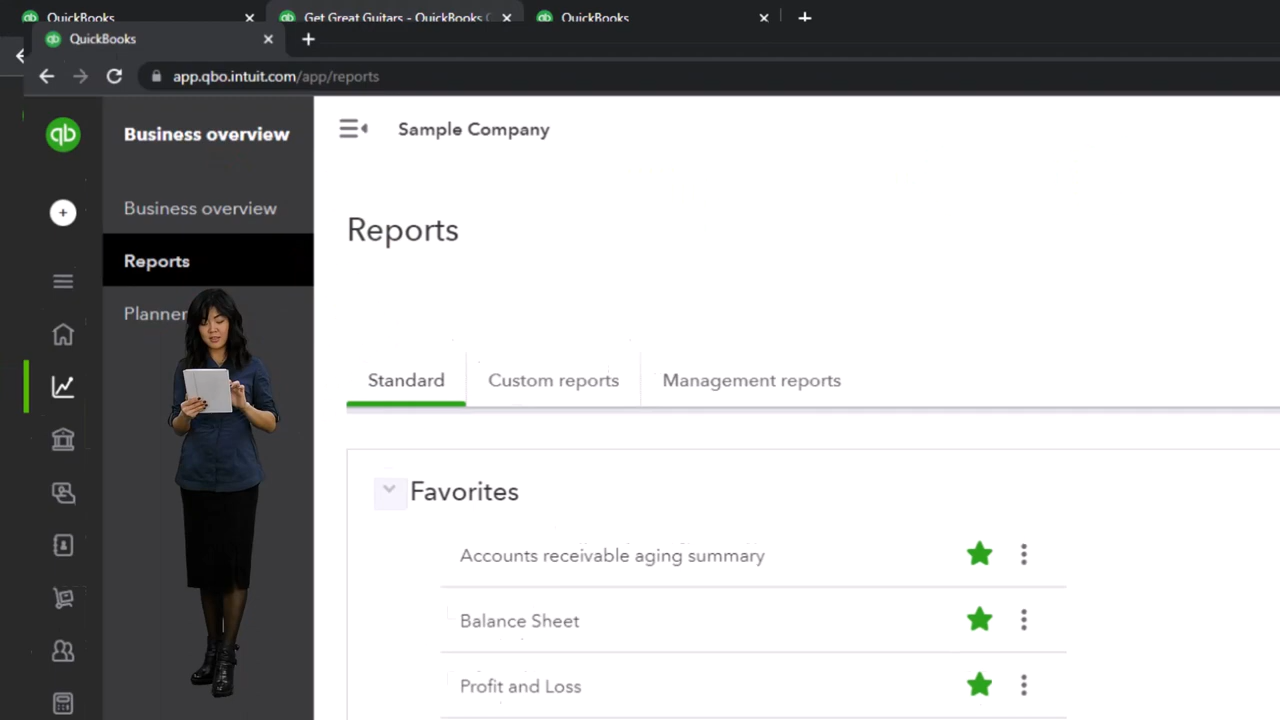 QuickBooks
Get Great Guitars - QuickBooks
QuickBooks
QuickBooks
app.qbo.intuit.com/app/reports
qb
Business overview
Sample Company
Business overview
Reports
Reports
Planner
Standard
Custom reports
Management reports
Favorites
Accounts receivable aging summary
Balance Sheet
Profit and Loss